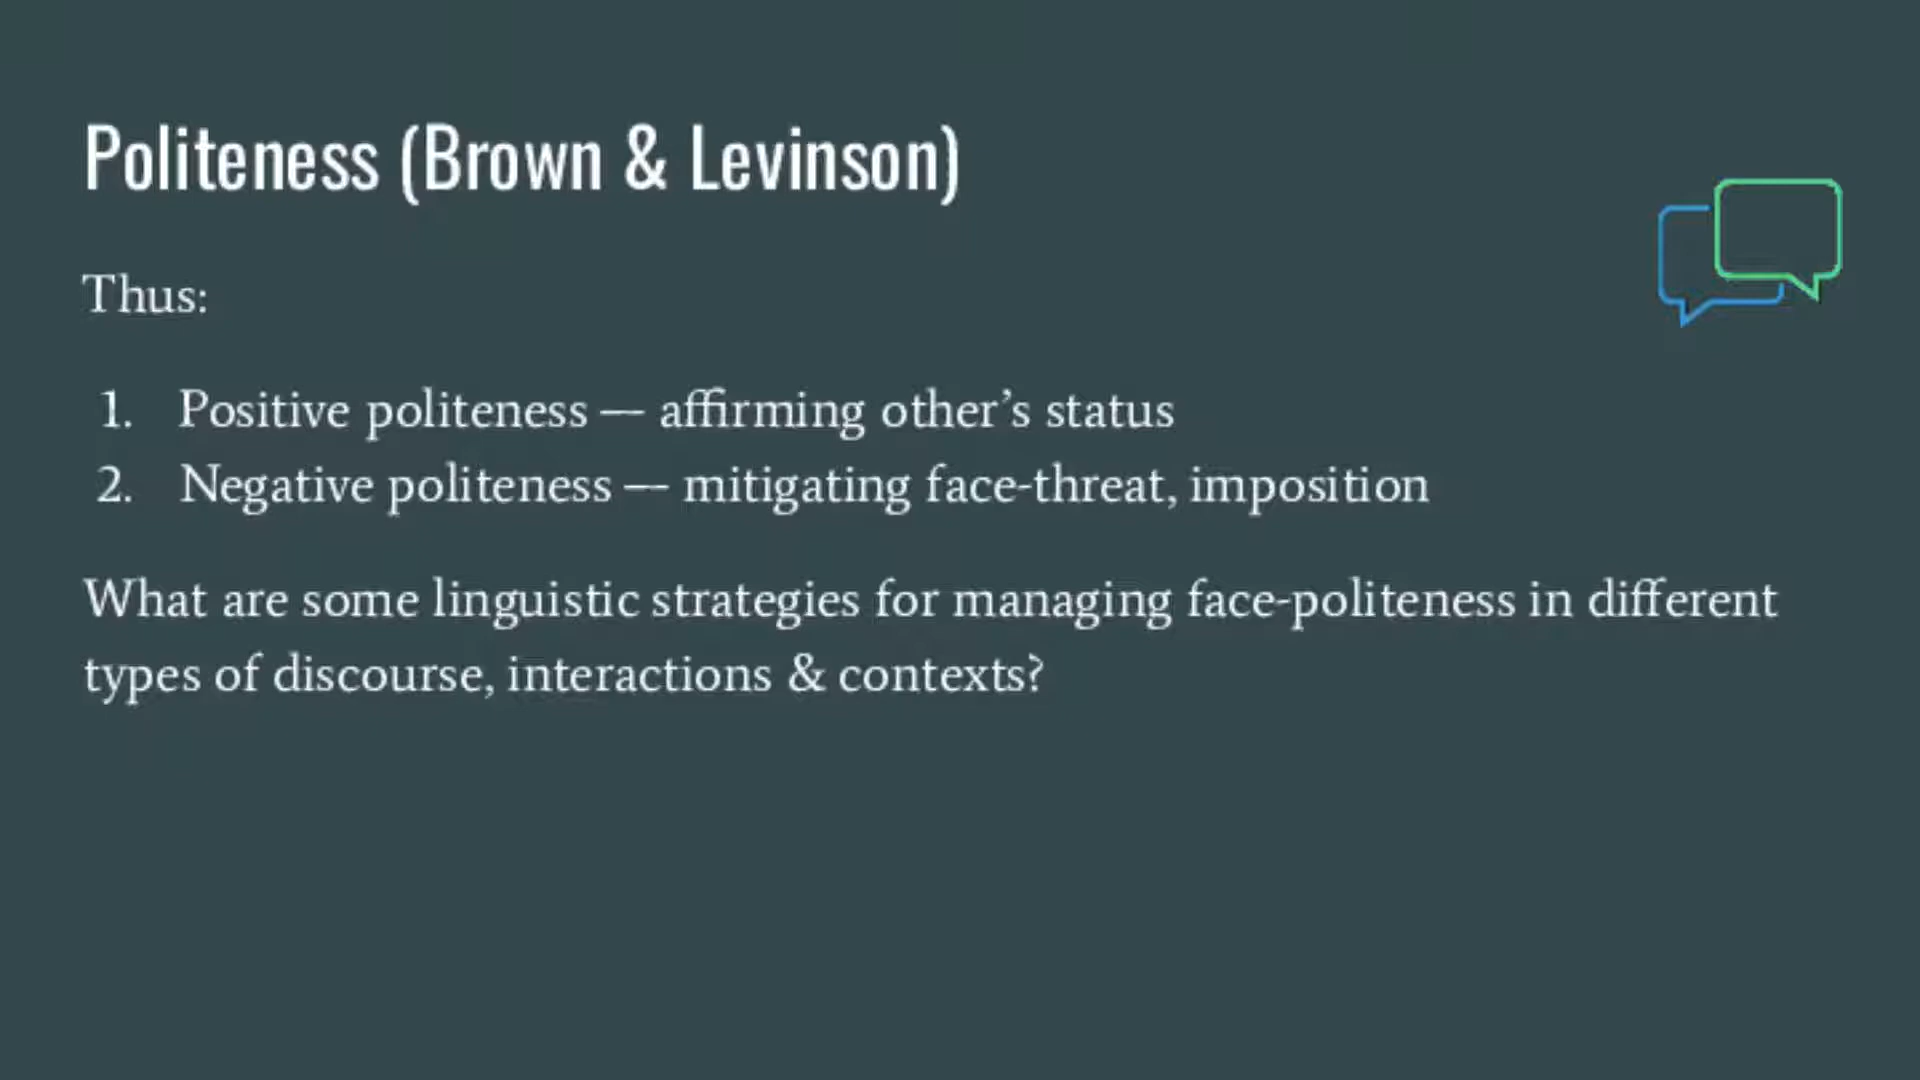 Politeness (Brown & Levinson)
Thus:
1. Positive politeness — affirming other’s status
2. Negative politeness — mitigating face-threat, imposition
What are some linguistic strategies for managing face-politeness in different
types of discourse, interactions & contexts?